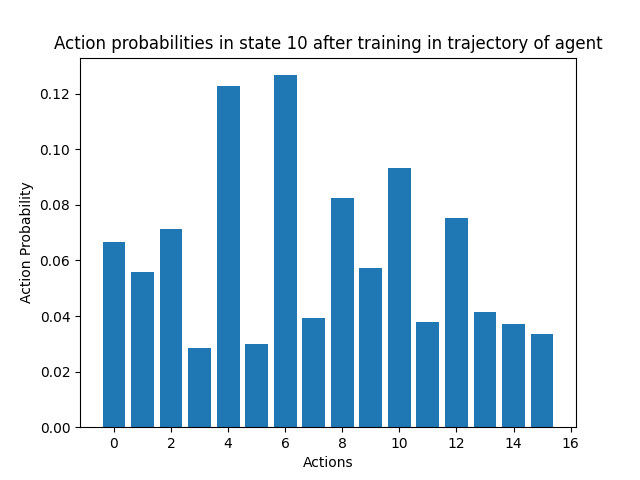 Action probabilities in state 10 after training in trajectory of agent
0.12
0.10
0.08
0.06
0.04
0.02
0.00
Action Probability
0 2 4 6 8 10 12 14 16
Actions